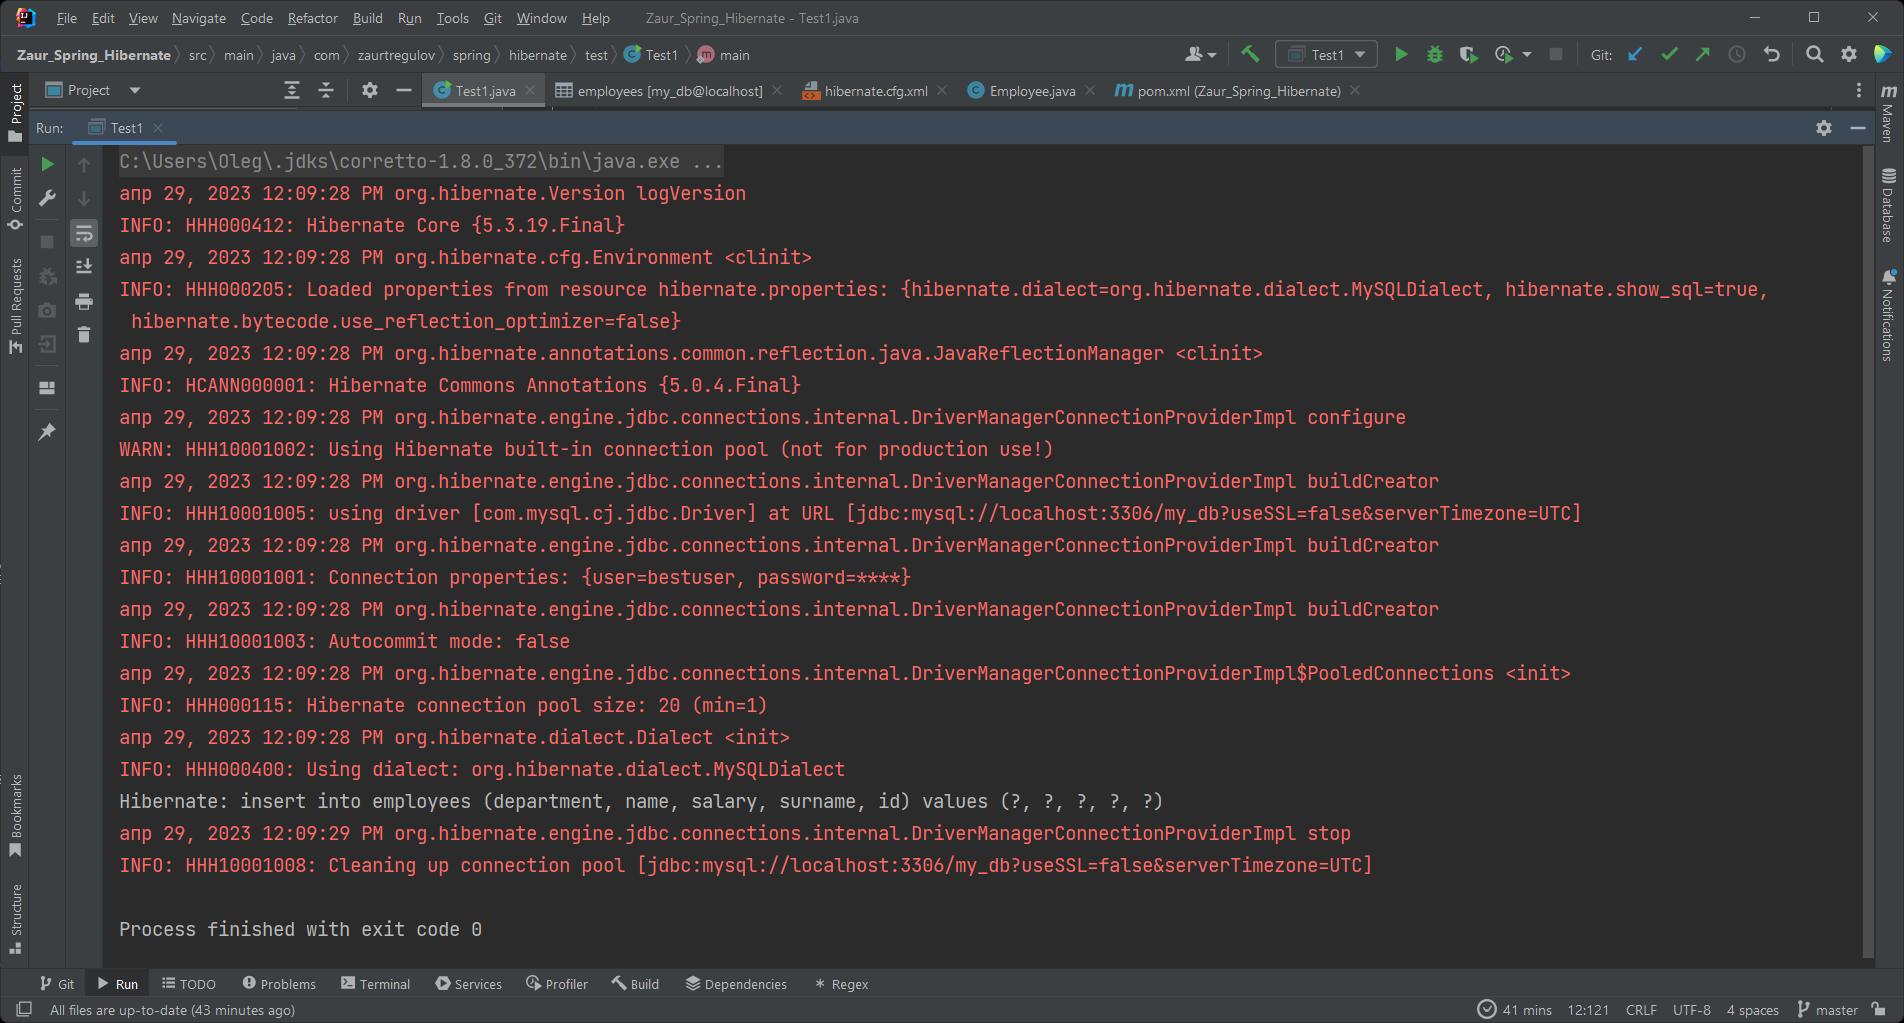 File Edit View Navigate Code Refactor Build Run Tools Git Window Help Zaur_Spring_Hibernate - Test1.java
Zaur_Spring_Hibernate src main java com zaurtregulov spring hibernate test Test1 main Test1 Git:
Project Test1.java employees [my_db@localhost] hibernate.cfg.xml Employee.java pom.xml (Zaur_Spring_Hibernate)
Run: Test1
C:\Users\Oleg\.jdks\corretto-1.8.0_372\bin\java.exe ...
апр 29, 2023 12:09:28 PM org.hibernate.Version logVersion
INFO: HHH000412: Hibernate Core {5.3.19.Final}
апр 29, 2023 12:09:28 PM org.hibernate.cfg.Environment <clinit>
INFO: HHH000205: Loaded properties from resource hibernate.properties: {hibernate.dialect=org.hibernate.dialect.MySQLDialect, hibernate.show_sql=true,
hibernate.bytecode.use_reflection_optimizer=false}
апр 29, 2023 12:09:28 PM org.hibernate.annotations.common.reflection.java.JavaReflectionManager <clinit>
INFO: HCANN000001: Hibernate Commons Annotations {5.0.4.Final}
апр 29, 2023 12:09:28 PM org.hibernate.engine.jdbc.connections.internal.DriverManagerConnectionProviderImpl configure
WARN: HHH10001002: Using Hibernate built-in connection pool (not for production use!)
апр 29, 2023 12:09:28 PM org.hibernate.engine.jdbc.connections.internal.DriverManagerConnectionProviderImpl buildCreator
INFO: HHH10001005: using driver [com.mysql.cj.jdbc.Driver] at URL [jdbc:mysql://localhost:3306/my_db?useSSL=false&serverTimezone=UTC]
апр 29, 2023 12:09:28 PM org.hibernate.engine.jdbc.connections.internal.DriverManagerConnectionProviderImpl buildCreator
INFO: HHH10001001: Connection properties: {user=bestuser, password=****}
апр 29, 2023 12:09:28 PM org.hibernate.engine.jdbc.connections.internal.DriverManagerConnectionProviderImpl buildCreator
INFO: HHH10001003: Autocommit mode: false
апр 29, 2023 12:09:28 PM org.hibernate.engine.jdbc.connections.internal.DriverManagerConnectionProviderImpl$PooledConnections <init>
INFO: HHH000115: Hibernate connection pool size: 20 (min=1)
апр 29, 2023 12:09:28 PM org.hibernate.dialect.Dialect <init>
INFO: HHH000400: Using dialect: org.hibernate.dialect.MySQLDialect
Hibernate: insert into employees (department, name, salary, surname, id) values (?, ?, ?, ?, ?)
апр 29, 2023 12:09:29 PM org.hibernate.engine.jdbc.connections.internal.DriverManagerConnectionProviderImpl stop
INFO: HHH10001008: Cleaning up connection pool [jdbc:mysql://localhost:3306/my_db?useSSL=false&serverTimezone=UTC]
Process finished with exit code 0
Project
Commit
Pull Requests
Bookmarks
Structure
Maven
Database
Notifications
Git Run TODO Problems Terminal Services Profiler Build Dependencies Regex
All files are up-to-date (43 minutes ago) 41 mins 12:121 CRLF UTF-8 4 spaces master